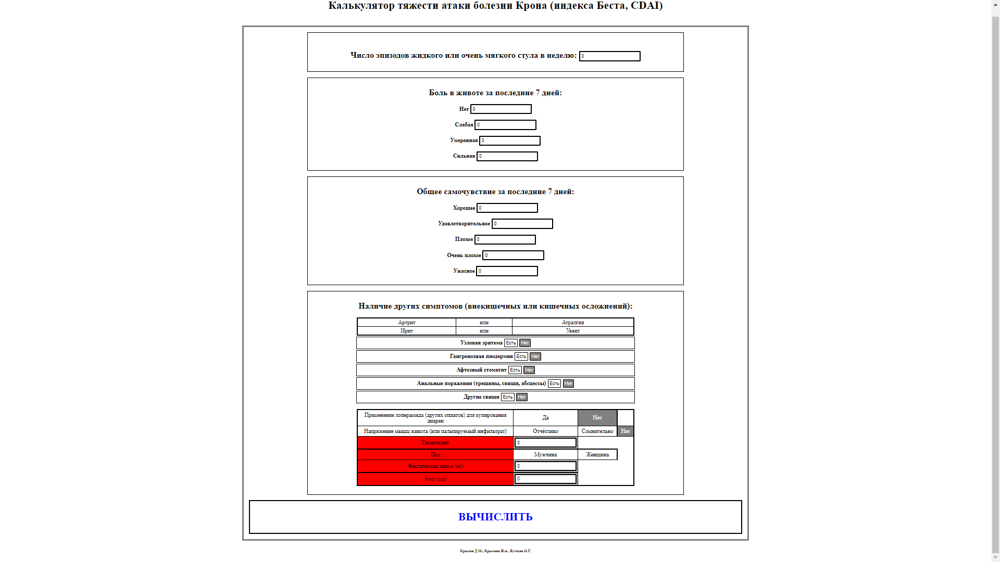 Калькулятор тяжести атаки болезни Крона (индекса Беста, CDAI)
Число эпизодов жидкого или очень мягкого стула в неделю: 0
Боль в животе за последние 7 дней:
Нет 0
Слабая 0
Умеренная 0
Сильная 0
Общее самочувствие за последние 7 дней:
Хорошее 0
Удовлетворительное 0
Плохое 0
Очень плохое 0
Ужасное 0
Наличие других симптомов (внекишечных или кишечных осложнений):
Артрит или Атралгия
Ирит или Увеит
Узловая эритема Есть Нет
Гангренозная пиодермия Есть Нет
Афтозный стоматит Есть Нет
Анальные поражения (трещины, свищи, абсцессы) Есть Нет
Другие свищи Есть Нет
Применение лоперамида (других опиатов) для купирования
диареи Да Нет
Напряжение мышц живота (или пальпируемый инфильтрат) Отчётливо Сомнительно Нет
Гематокрит 0
Пол Мужчина Женщина
Фактическая масса (кг) 0
Рост (см) 0
ВЫЧИСЛИТЬ
Крылов Д.М., Крылова И.А., Бугаева О.Г.